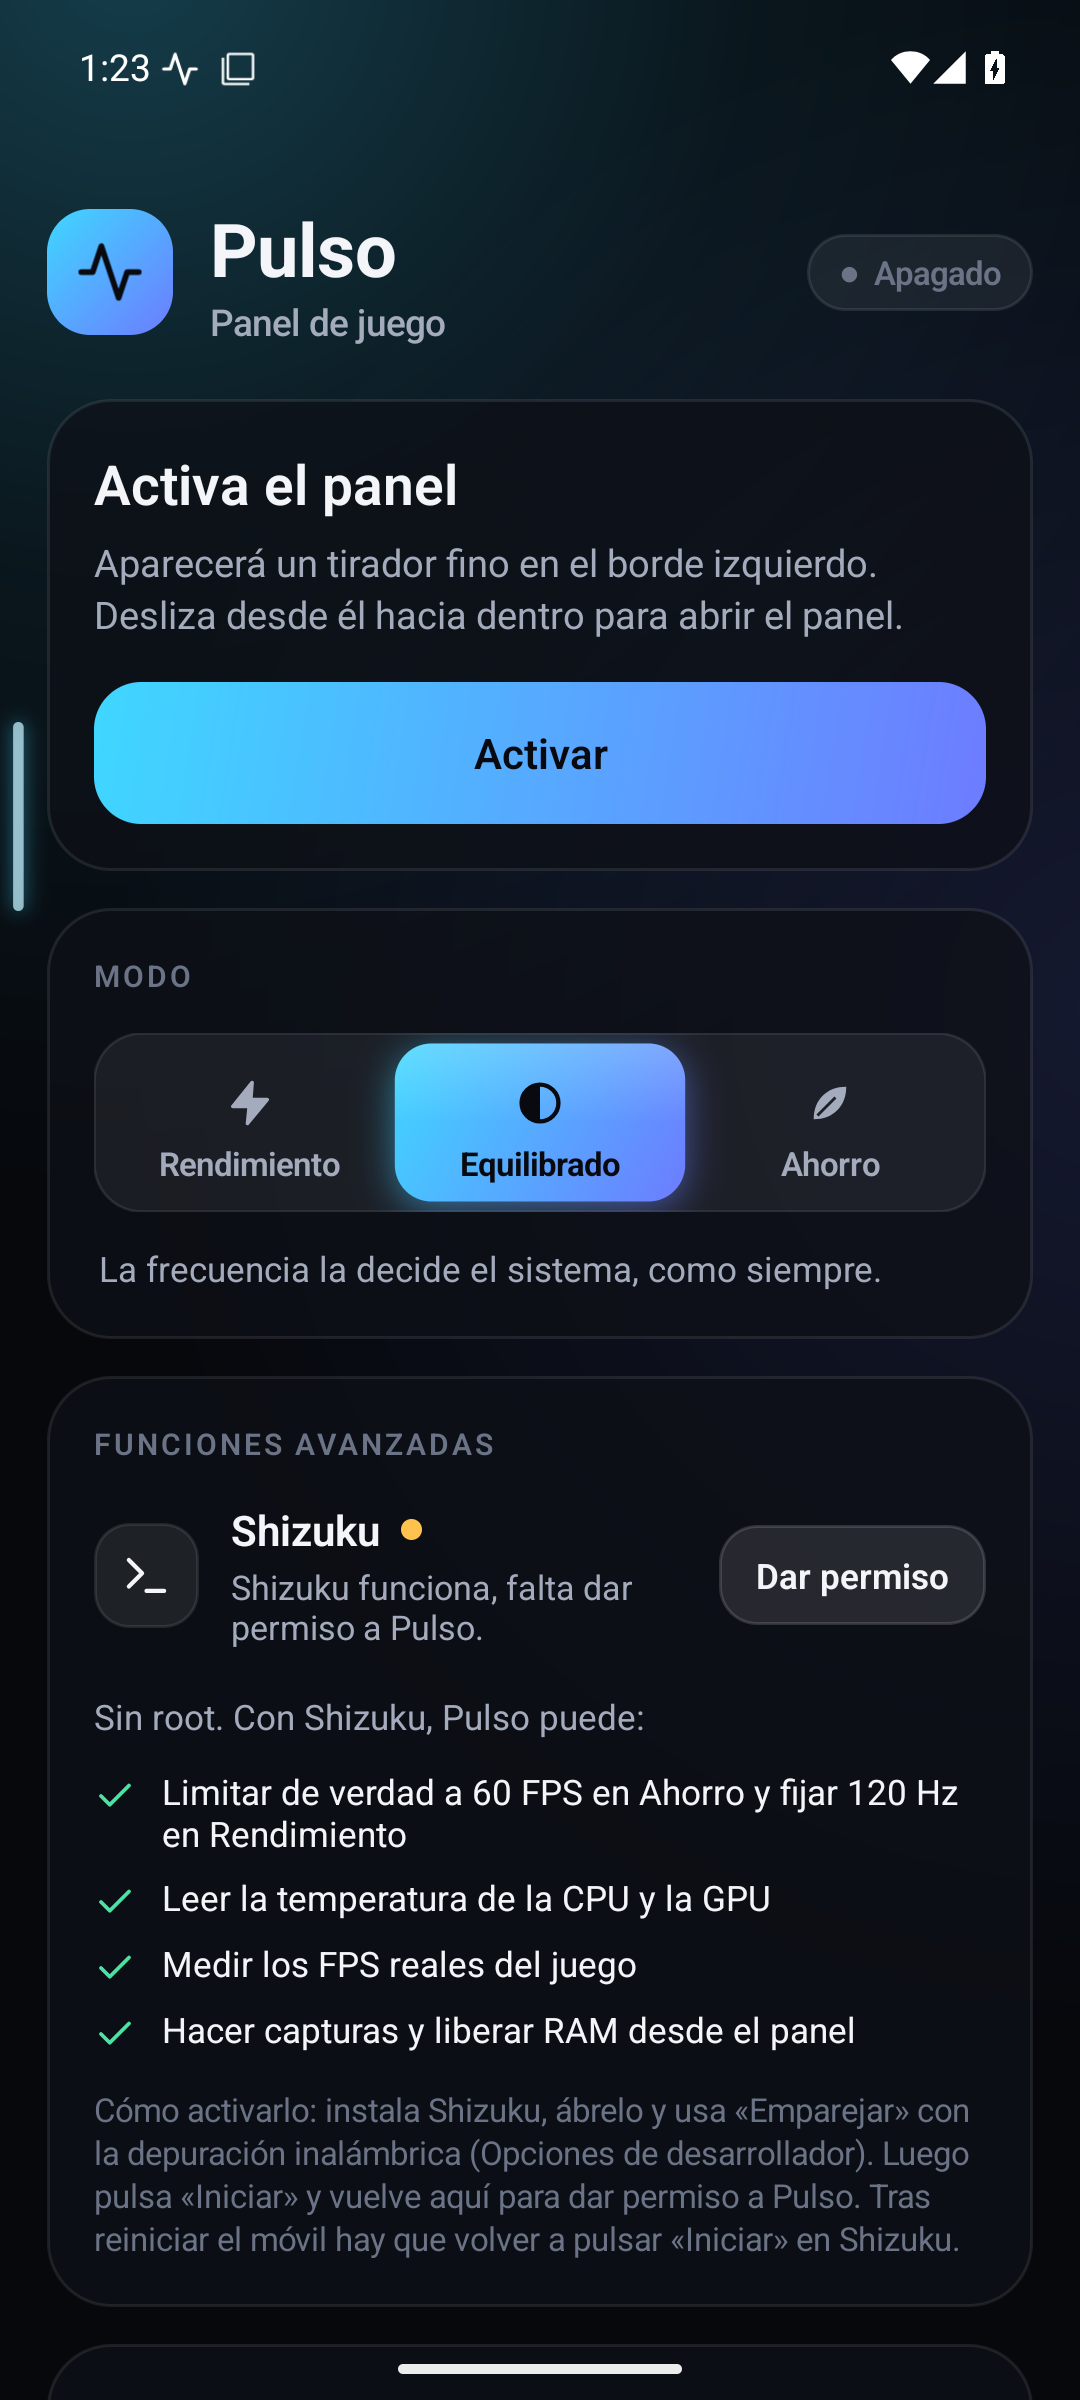 1:23
Pulso
Panel de juego
Apagado
Activa el panel
Aparecerá un tirador fino en el borde izquierdo.
Desliza desde él hacia dentro para abrir el panel.
Activar
MODO
Rendimiento
Equilibrado
Ahorro
La frecuencia la decide el sistema, como siempre.
FUNCIONES AVANZADAS
Shizuku
Shizuku funciona, falta dar
permiso a Pulso.
Dar permiso
Sin root. Con Shizuku, Pulso puede:
Limitar de verdad a 60 FPS en Ahorro y fijar 120 Hz
en Rendimiento
Leer la temperatura de la CPU y la GPU
Medir los FPS reales del juego
Hacer capturas y liberar RAM desde el panel
Cómo activarlo: instala Shizuku, ábrelo y usa «Emparejar» con
la depuración inalámbrica (Opciones de desarrollador). Luego
pulsa «Iniciar» y vuelve aquí para dar permiso a Pulso. Tras
reiniciar el móvil hay que volver a pulsar «Iniciar» en Shizuku.